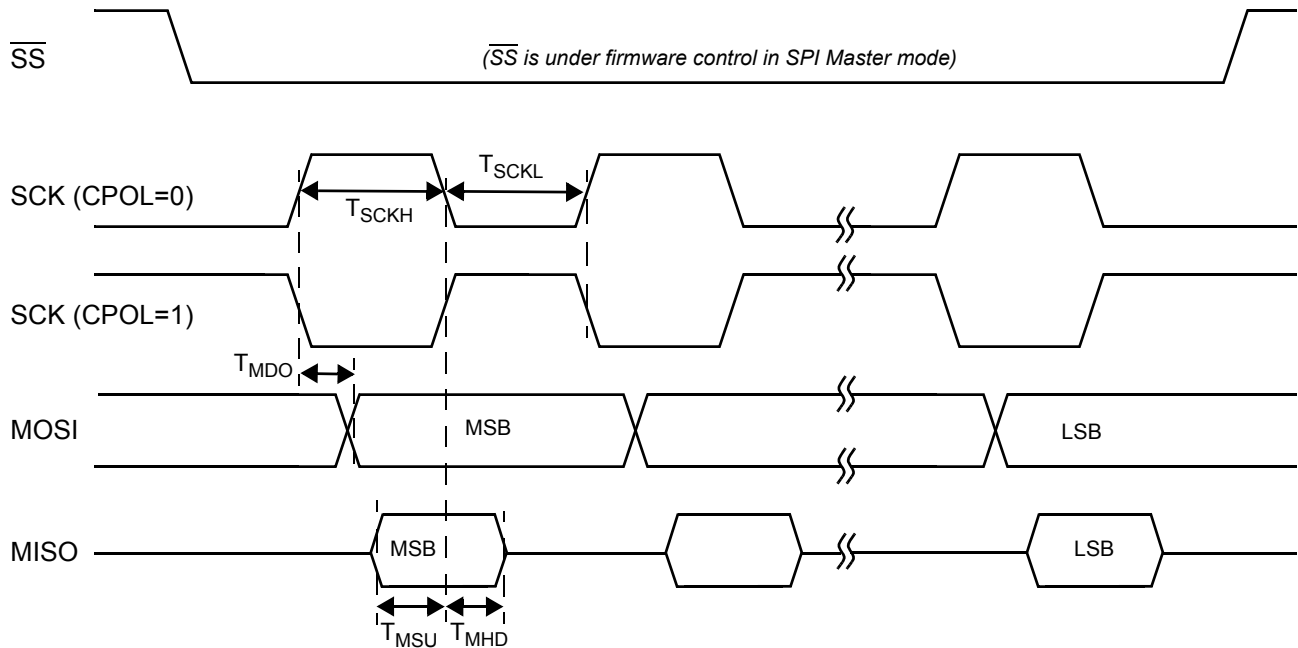 SS
(SS is under firmware control in SPI Master mode)
SCK (CPOL=0)
TSCKH
TSCKL
SCK (CPOL=1)
TMDO
MOSI
MSB
LSB
MISO
MSB
LSB
TMSU
TMHD